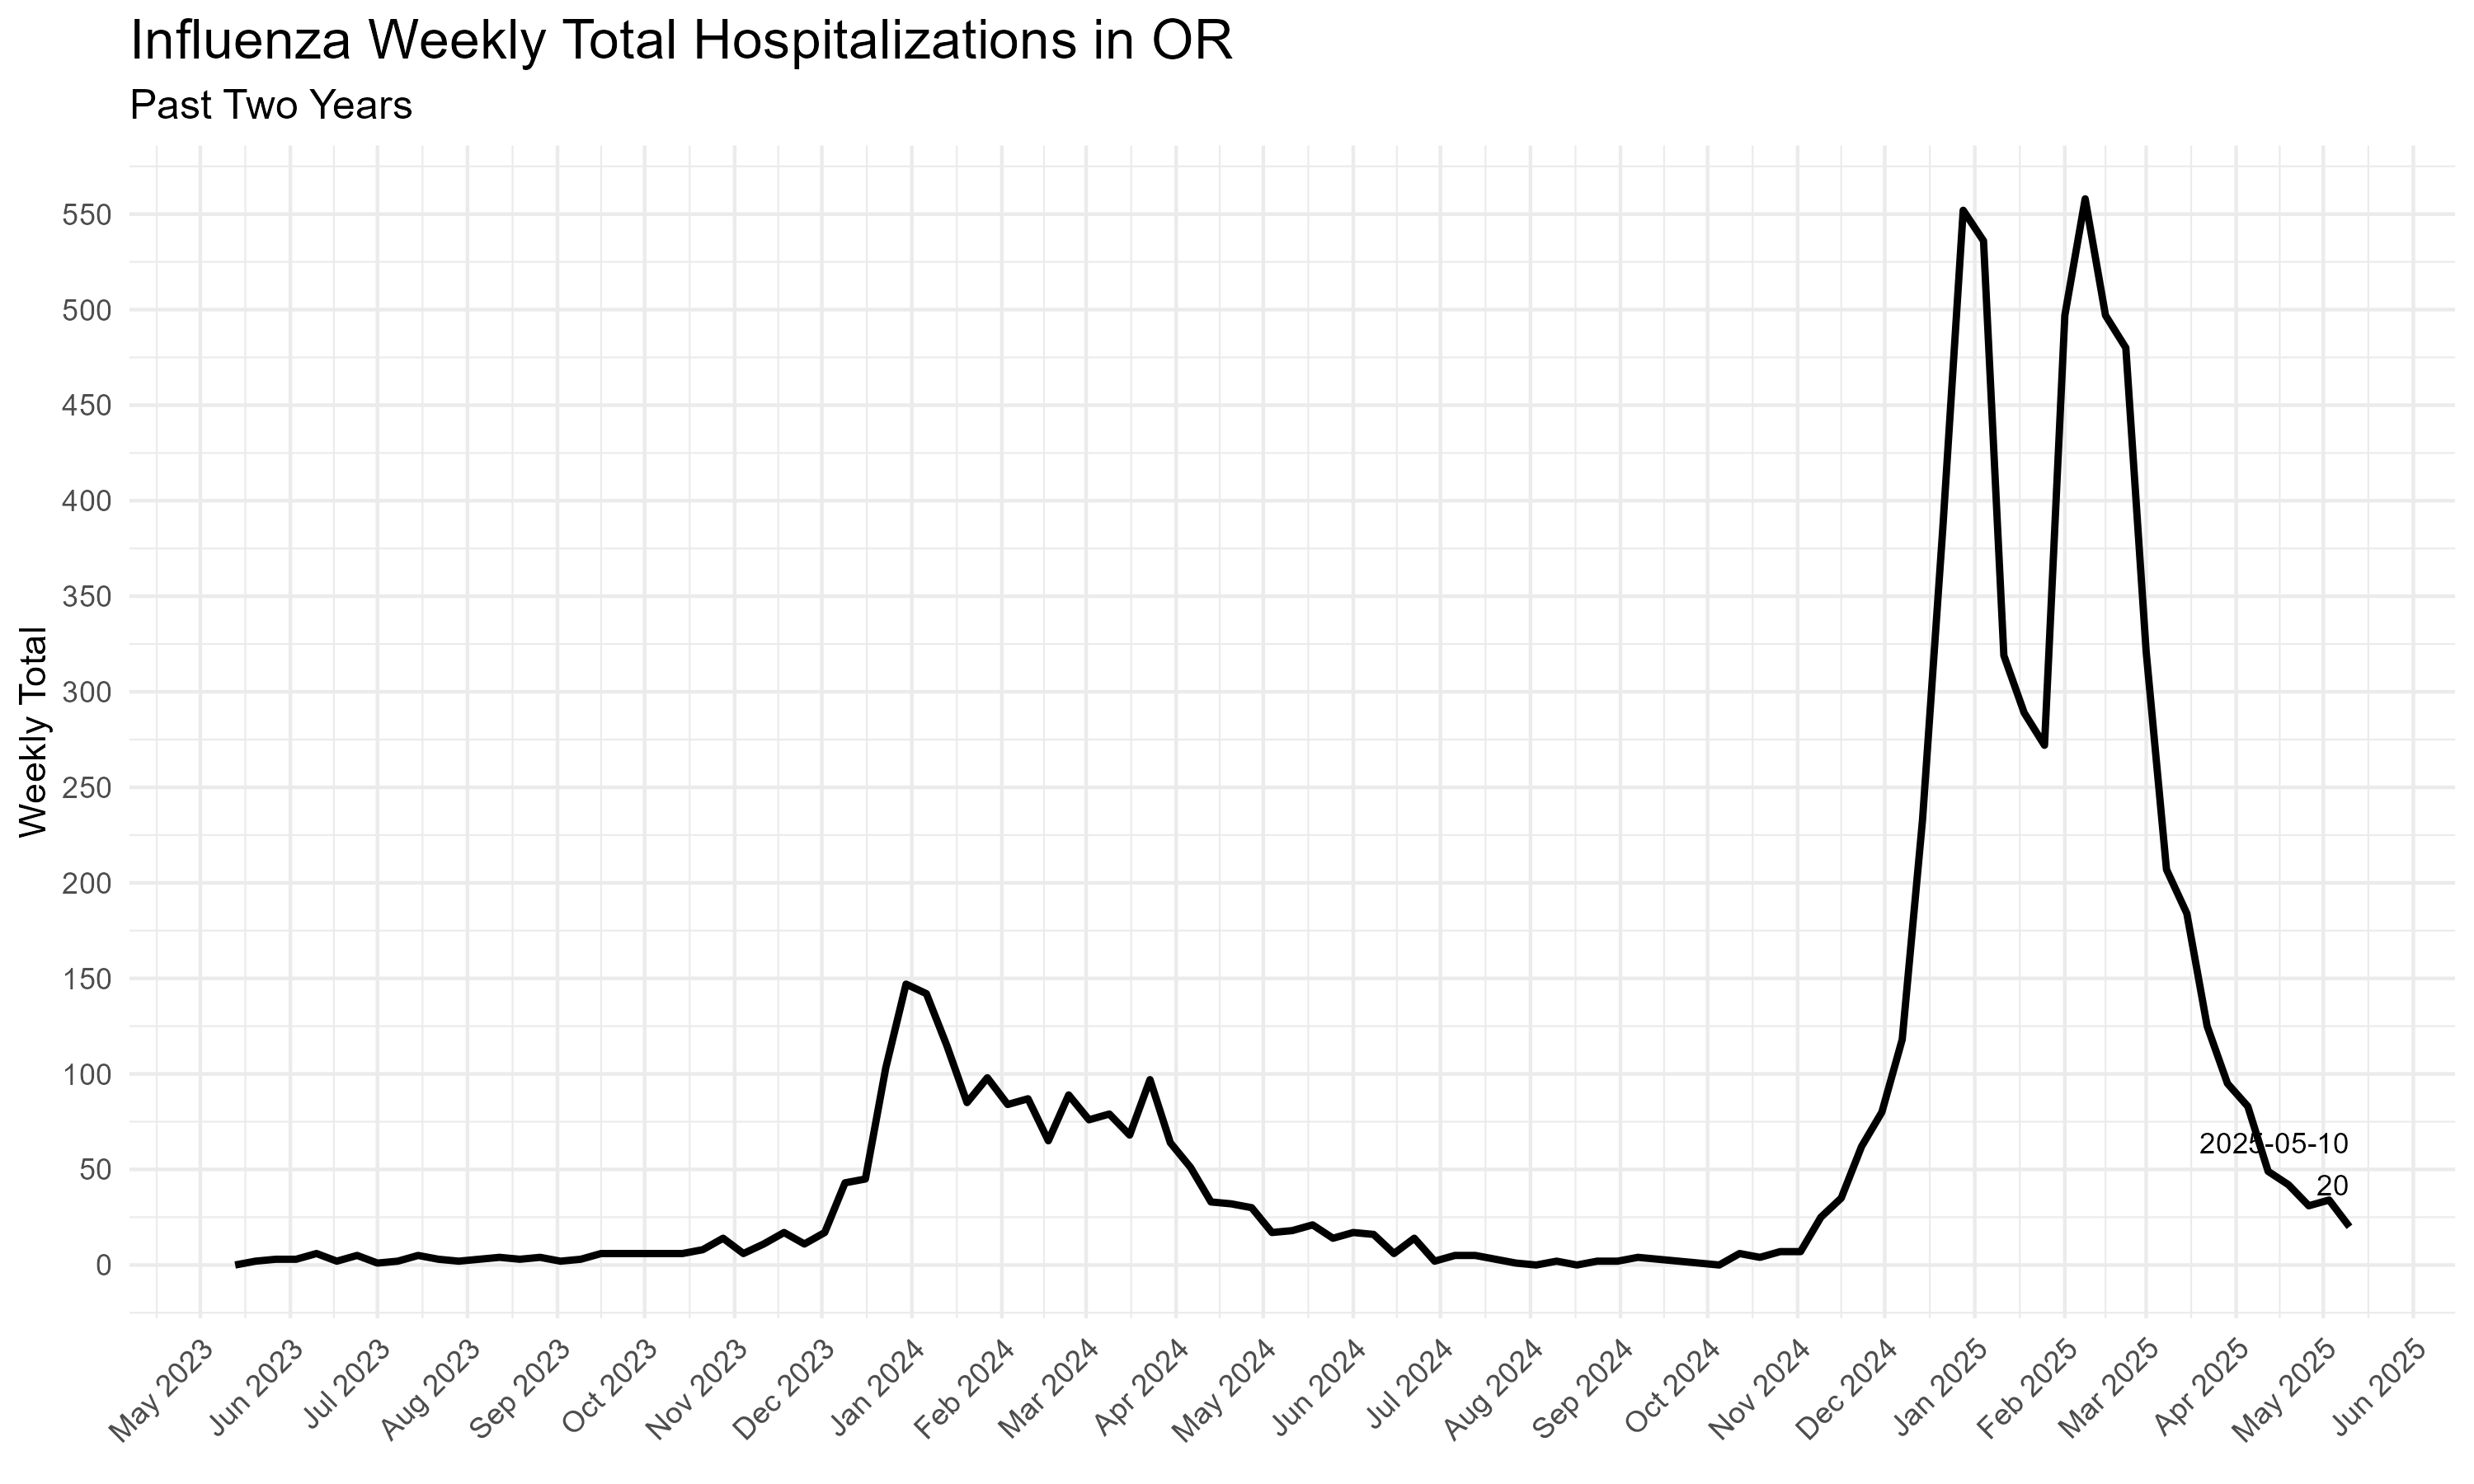 Influenza Weekly Total Hospitalizations in OR
Past Two Years
Weekly Total
550
500
450
400
350
300
250
200
150
100
50
0
2025-05-10
20
May 2023
Jun 2023
Jul 2023
Aug 2023
Sep 2023
Oct 2023
Nov 2023
Dec 2023
Jan 2024
Feb 2024
Mar 2024
Apr 2024
May 2024
Jun 2024
Jul 2024
Aug 2024
Sep 2024
Oct 2024
Nov 2024
Dec 2024
Jan 2025
Feb 2025
Mar 2025
Apr 2025
May 2025
Jun 2025